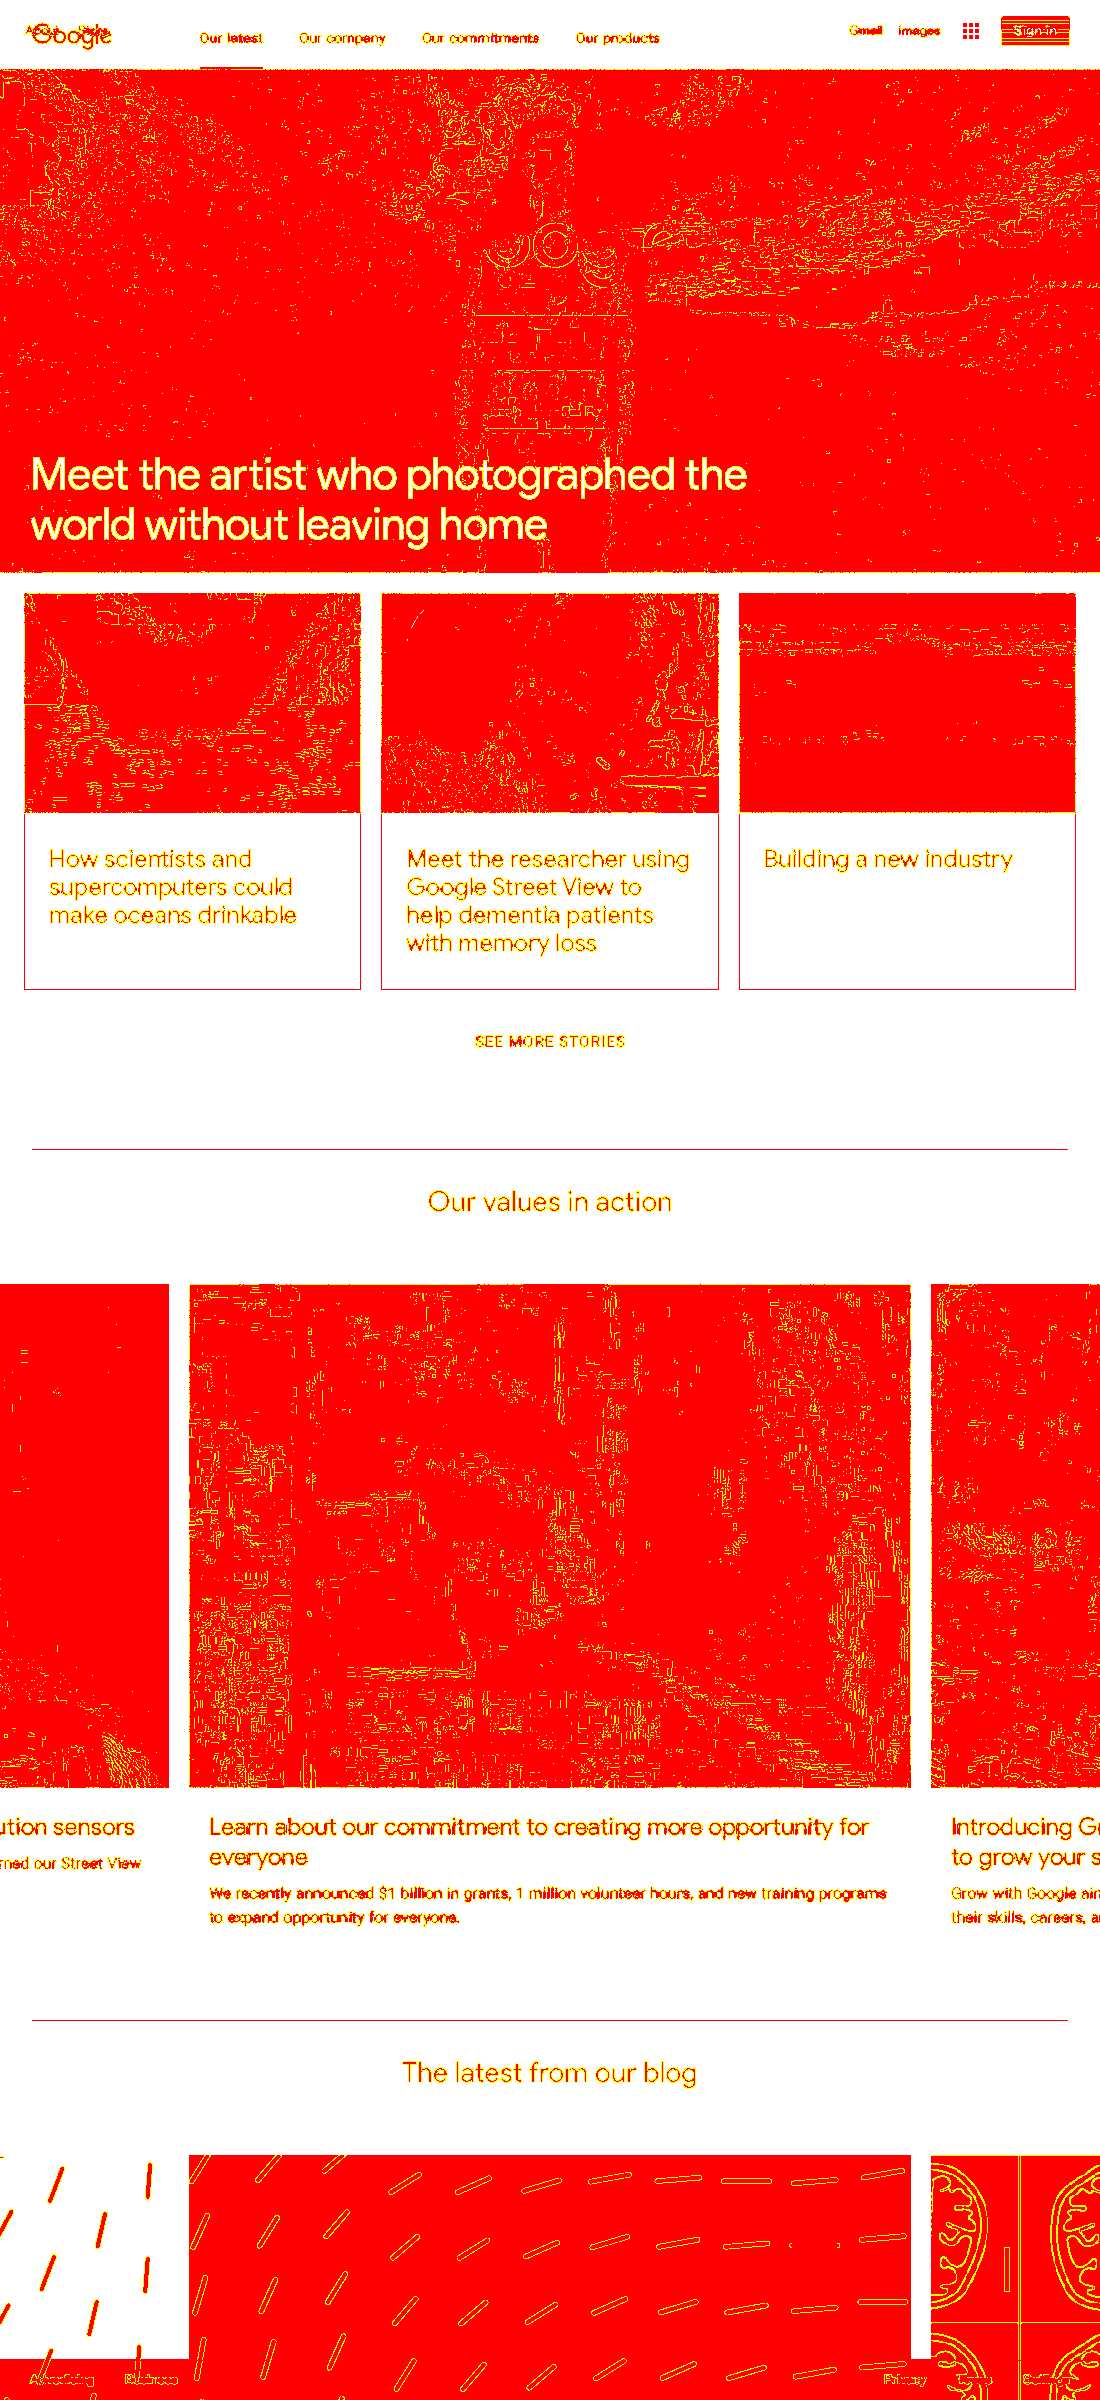 Google
About Store
Our latest
Our company
Our commitments
Our products
Gmail
Images
Sign in
Meet the artist who photographed the
world without leaving home
How scientists and
supercomputers could
make oceans drinkable
Meet the researcher using
Google Street View to
help dementia patients
with memory loss
Building a new industry
SEE MORE STORIES
Our values in action
ution sensors
rned our Street View
Learn about our commitment to creating more opportunity for
everyone
We recently announced $1 billion in grants, 1 million volunteer hours, and new training programs
to expand opportunity for everyone.
Introducing G
to grow your s
Grow with Google aim
their skills, careers, a
The latest from our blog
Advertising
Business
Privacy
Terms
Settings